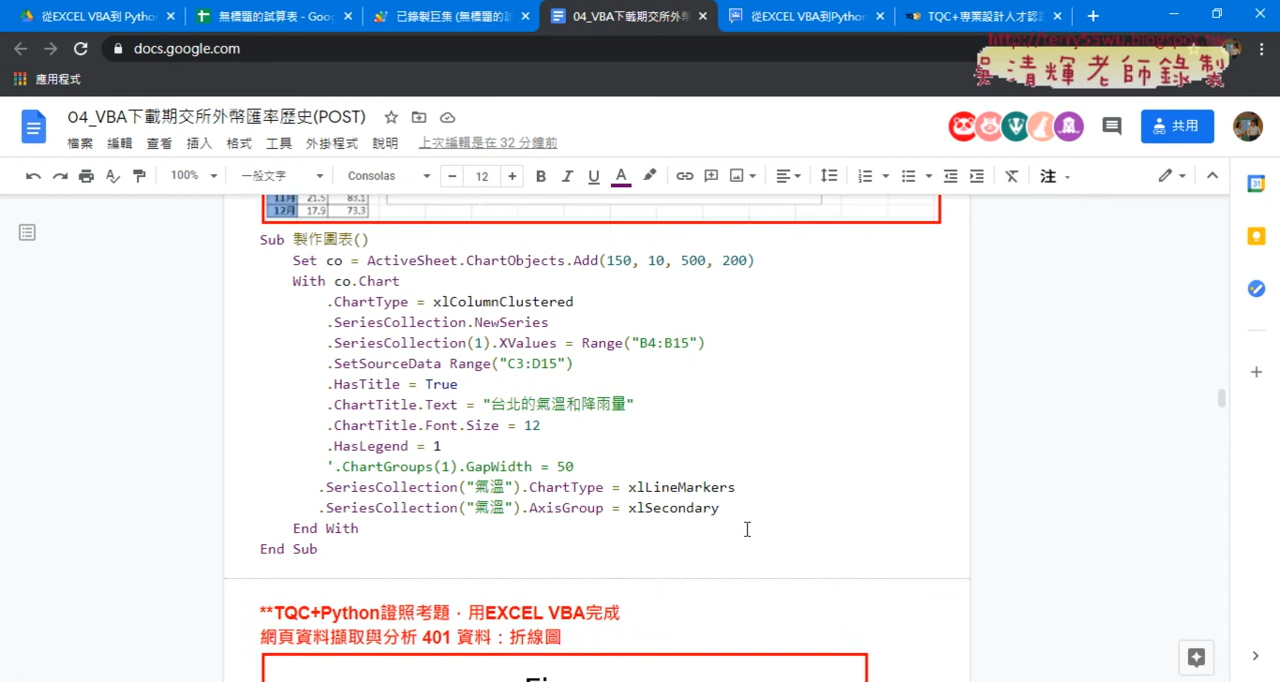 從EXCEL VBA到 Python
無標題的試算表 - Goo
已錄製巨集 (無標題的試
04_VBA下載期交所外幣
從EXCEL VBA到Python
TQC+專業設計人才認
docs.google.com
http://terry55wu.blogspot.tw
吳清輝老師錄製
應用程式
04_VBA下載期交所外幣匯率歷史(POST)
共用
檔案 編輯 查看 插入 格式 工具 外掛程式 說明 上次編輯是在 32 分鐘前
100% 一般文字 Consolas 12 B I U A 注
31
11月 21.5 83.1
12月 17.9 73.3
Sub 製作圖表()
Set co = ActiveSheet.ChartObjects.Add(150, 10, 500, 200)
With co.Chart
.ChartType = xlColumnClustered
.SeriesCollection.NewSeries
.SeriesCollection(1).XValues = Range("B4:B15")
.SetSourceData Range("C3:D15")
.HasTitle = True
.ChartTitle.Text = "台北的氣溫和降雨量"
.ChartTitle.Font.Size = 12
.HasLegend = 1
'.ChartGroups(1).GapWidth = 50
.SeriesCollection("氣溫").ChartType = xlLineMarkers
.SeriesCollection("氣溫").AxisGroup = xlSecondary
End With
End Sub
**TQC+Python證照考題，用EXCEL VBA完成
網頁資料擷取與分析 401 資料：折線圖